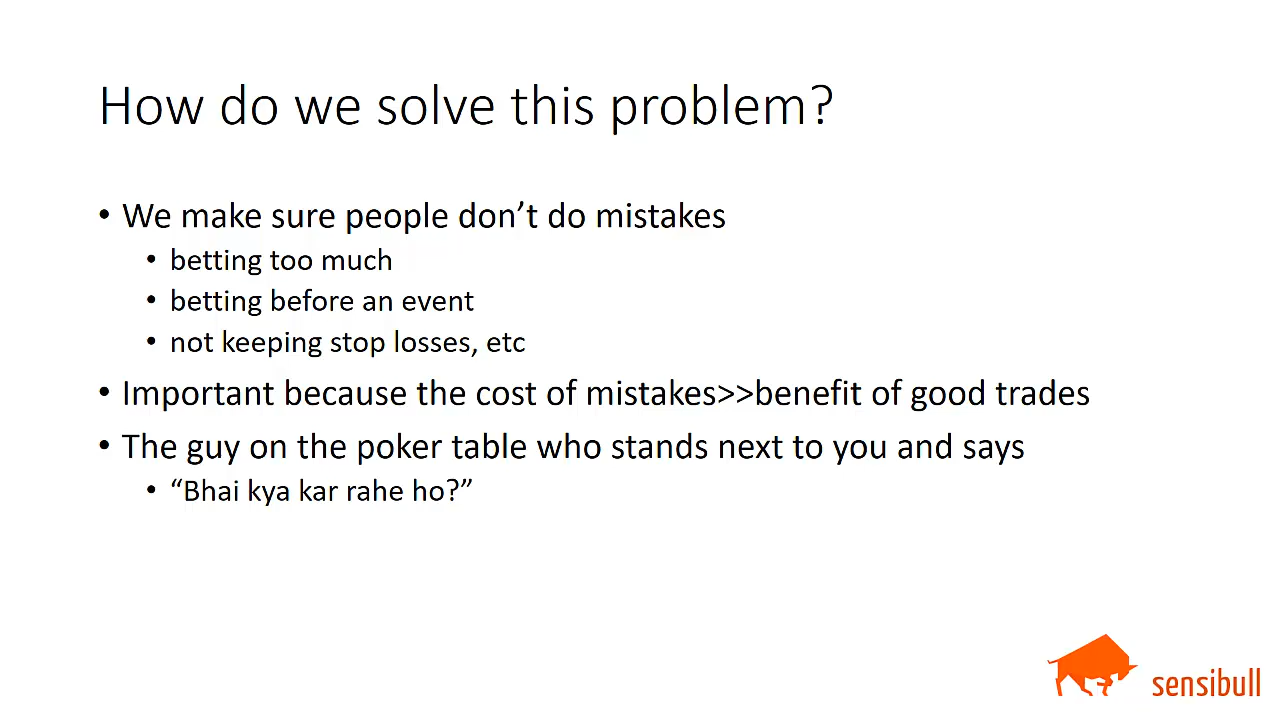 How do we solve this problem?
• We make sure people don’t do mistakes
• betting too much
• betting before an event
• not keeping stop losses, etc
• Important because the cost of mistakes>>benefit of good trades
• The guy on the poker table who stands next to you and says
• “Bhai kya kar rahe ho?”
sensibull